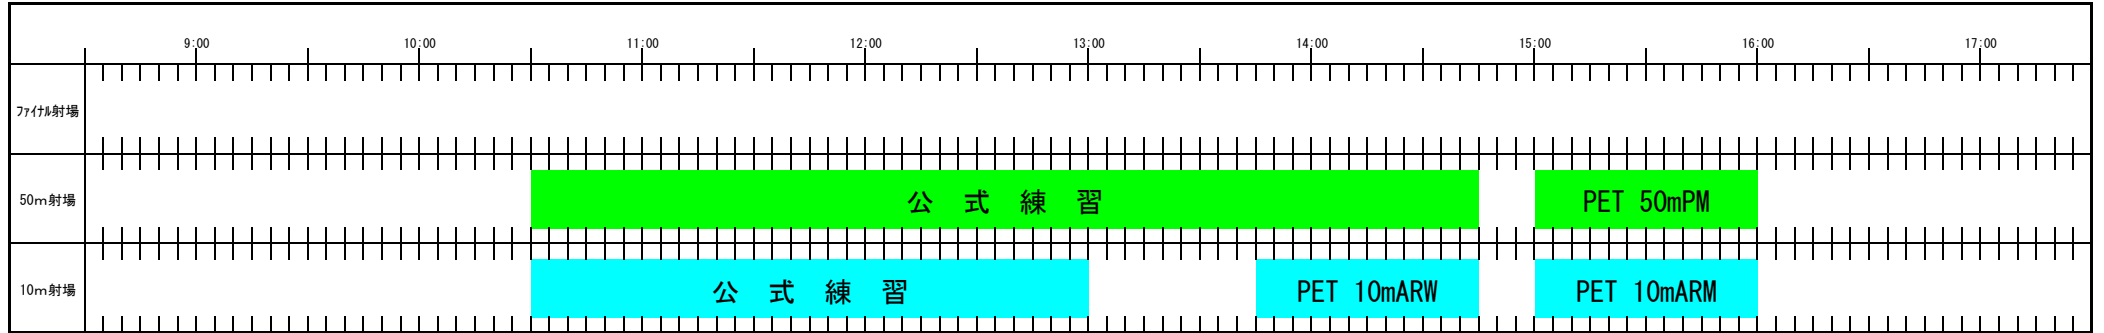 9:00 10:00 11:00 12:00 13:00 14:00 15:00 16:00 17:00
ﾌｧｲﾅﾙ射場
50m射場 公 式 練 習 PET 50mPM
10m射場 公 式 練 習 PET 10mARW PET 10mARM